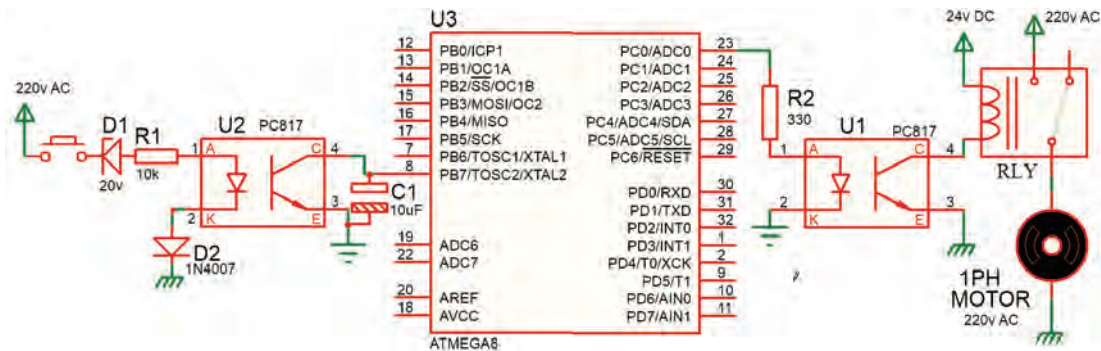 U3
12 PB0/ICP1
13 PB1/OC1A
14 PB2/SS/OC1B
15 PB3/MOSI/OC2
16 PB4/MISO
17 PB5/SCK
7 PB6/TOSC1/XTAL1
8 PB7/TOSC2/XTAL2
19 ADC6
22 ADC7
20 AREF
18 AVCC
PC0/ADC0 23
PC1/ADC1 24
PC2/ADC2 25
PC3/ADC3 26
PC4/ADC4/SDA 27
PC5/ADC5/SCL 28
PC6/RESET 29
PD0/RXD 30
PD1/TXD 31
PD2/INT0 32
PD3/INT1 1
PD4/T0/XCK 2
PD5/T1 9
PD6/AIN0 10
PD7/AIN1 11
ATMEGA8
220v AC
D1
20v
R1
10k
U2
PC817
1 A
C 4
2 K
E 3
D2
1N4007
C1
10uF
R2
330
U1
PC817
1 A
C 4
2 K
E 3
24v DC
220v AC
RLY
1PH
MOTOR
220v AC